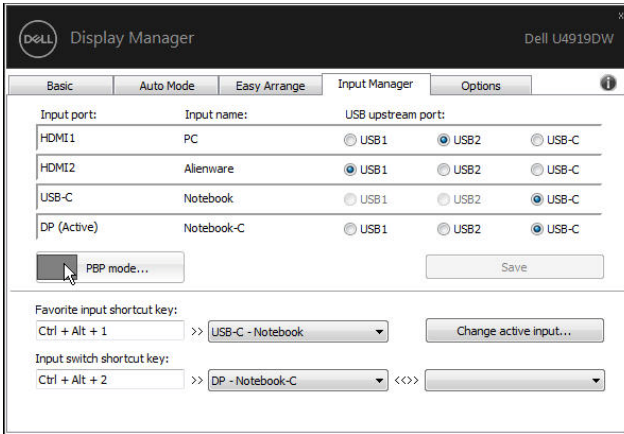 DELL Display Manager Dell U4919DW x
Basic Auto Mode Easy Arrange Input Manager Options i
Input port: Input name: USB upstream port:
HDMI1 PC USB1 USB2 USB-C
HDMI2 Alienware USB1 USB2 USB-C
USB-C Notebook USB1 USB2 USB-C
DP (Active) Notebook-C USB1 USB2 USB-C
PBP mode... Save
Favorite input shortcut key:
Ctrl + Alt + 1 >> USB-C - Notebook Change active input...
Input switch shortcut key:
Ctrl + Alt + 2 >> DP - Notebook-C <<>>